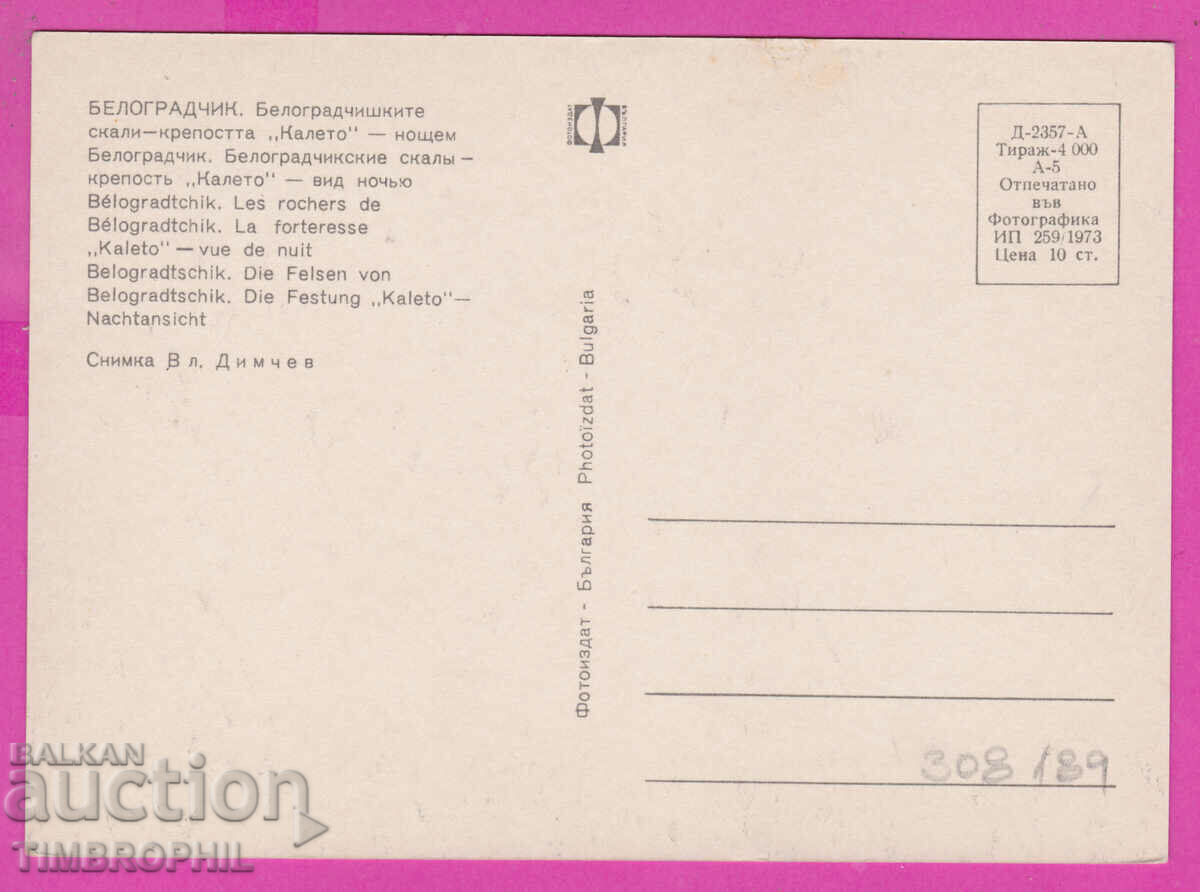 БЕЛОГРАДЧИК. Белоградчишките
скали—крепостта „Калето" — нощем
Белоградчик. Белоградчикские скалы —
крепость „Калето" — вид ночью
Bélogradtchik. Les rochers de
Bélogradtchik. La forteresse
„Kaleto" — vue de nuit
Belogradtschik. Die Felsen von
Belogradtschik. Die Festung „Kaleto"—
Nachtansicht
Снимка Вл. Димчев
ФОТОИЗДАТ
БЪЛГАРИЯ
Фотоиздат - България Photoïzdat - Bulgaria
Д-2357-А
Тираж-4 000
А-5
Отпечатано
във
Фотографика
ИП 259/1973
Цена 10 ст.
308/89
BALKAN
auction
TIMBROPHIL